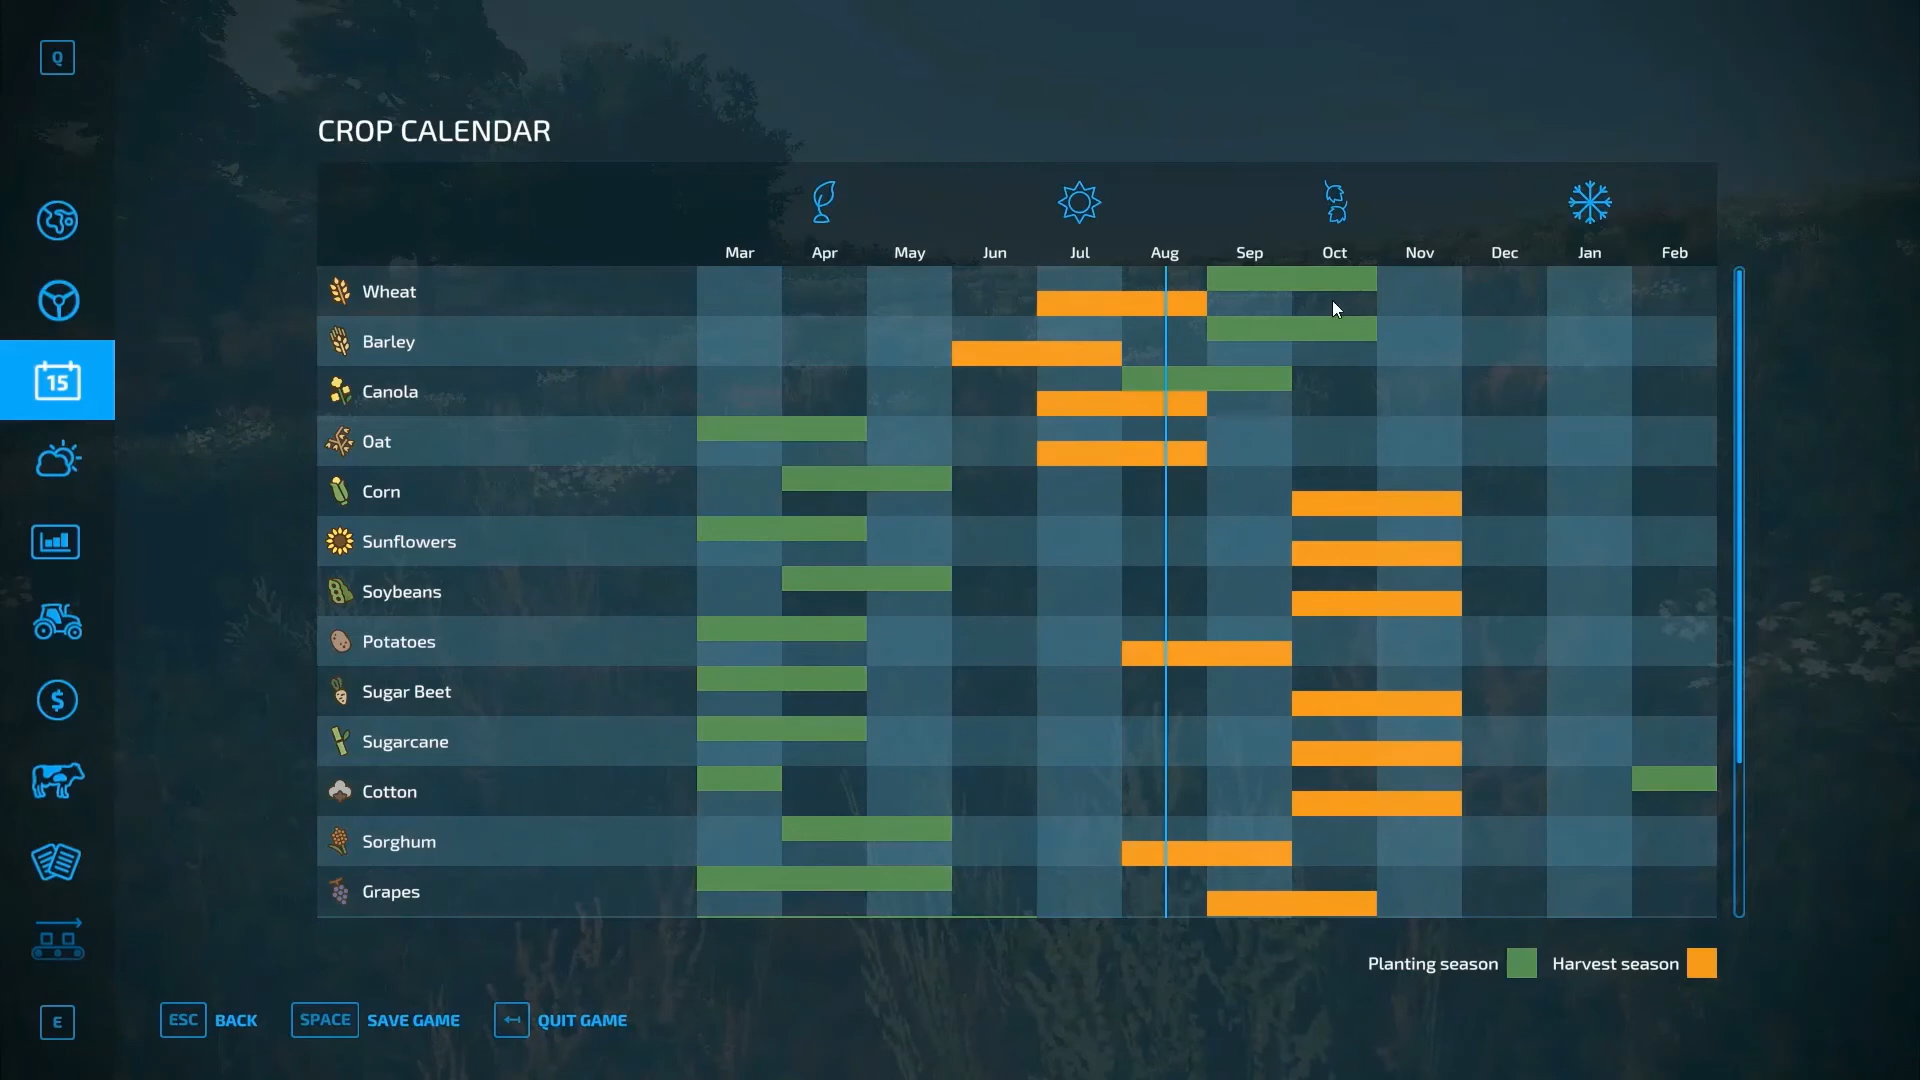 Q
CROP CALENDAR
Mar Apr May Jun Jul Aug Sep Oct Nov Dec Jan Feb
Wheat
Barley
Canola
15
Oat
Corn
Sunflowers
Soybeans
Potatoes
Sugar Beet
$
Sugarcane
Cotton
Sorghum
Grapes
Planting season Harvest season
E
ESC BACK SPACE SAVE GAME QUIT GAME